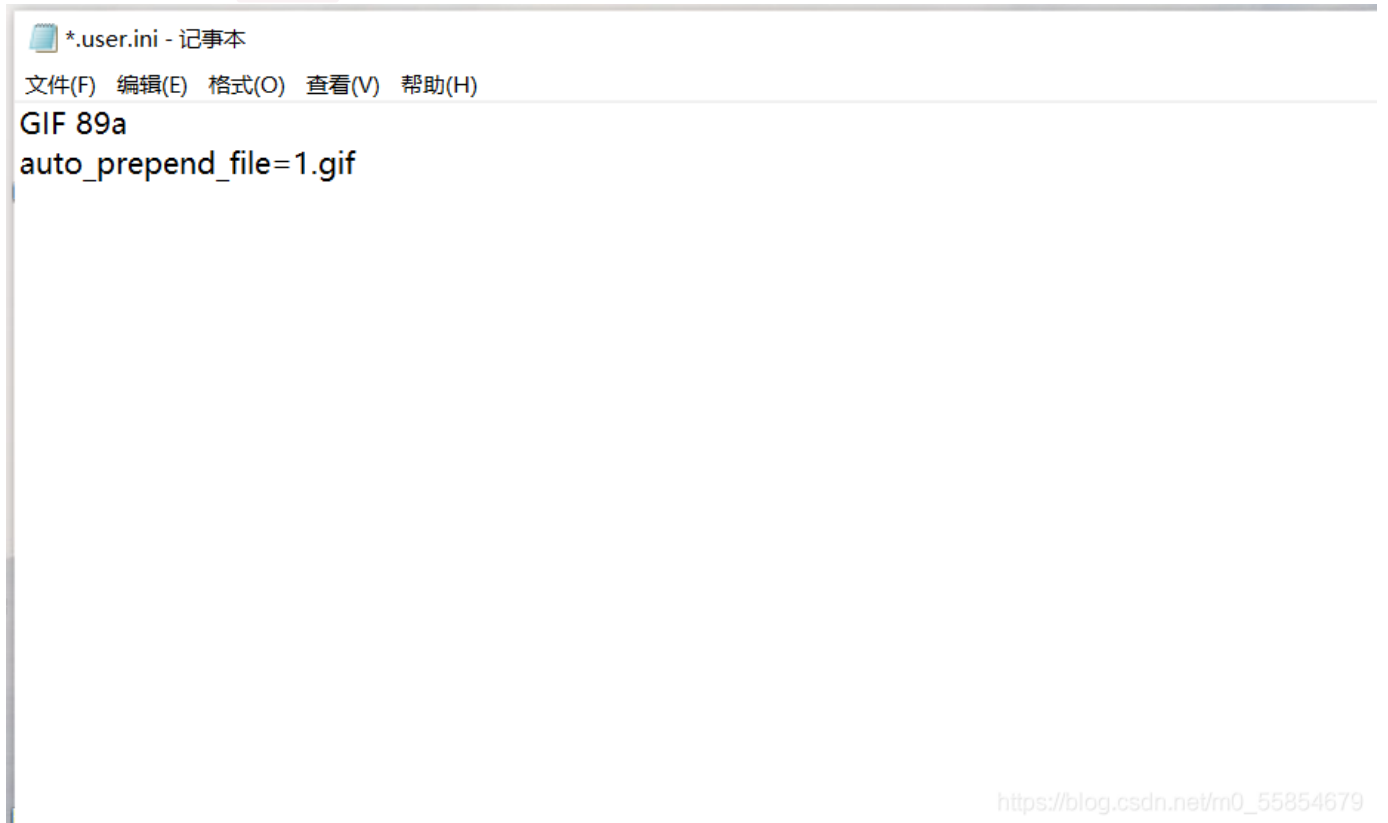 *.user.ini - 记事本
文件(F) 编辑(E) 格式(O) 查看(V) 帮助(H)
GIF 89a
auto_prepend_file=1.gif
https://blog.csdn.net/m0_55854679